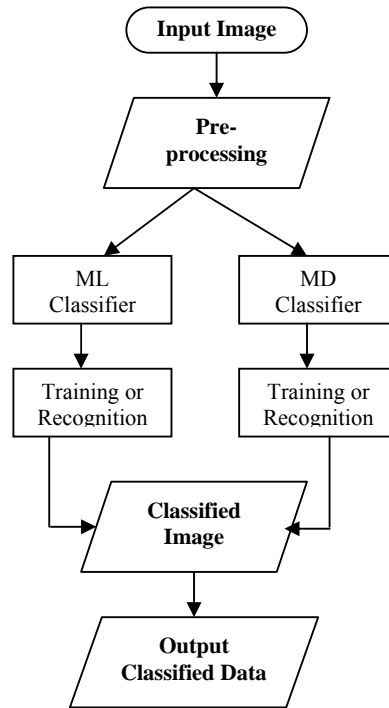 Input Image
Pre-
processing
ML
Classifier
MD
Classifier
Training or
Recognition
Training or
Recognition
Classified
Image
Output
Classified Data